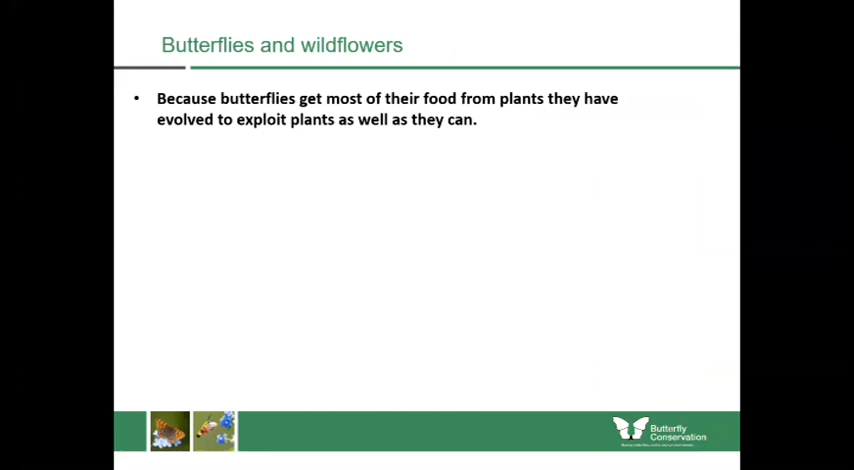 Butterflies and wildflowers
• Because butterflies get most of their food from plants they have
evolved to exploit plants as well as they can.
Butterfly
Conservation